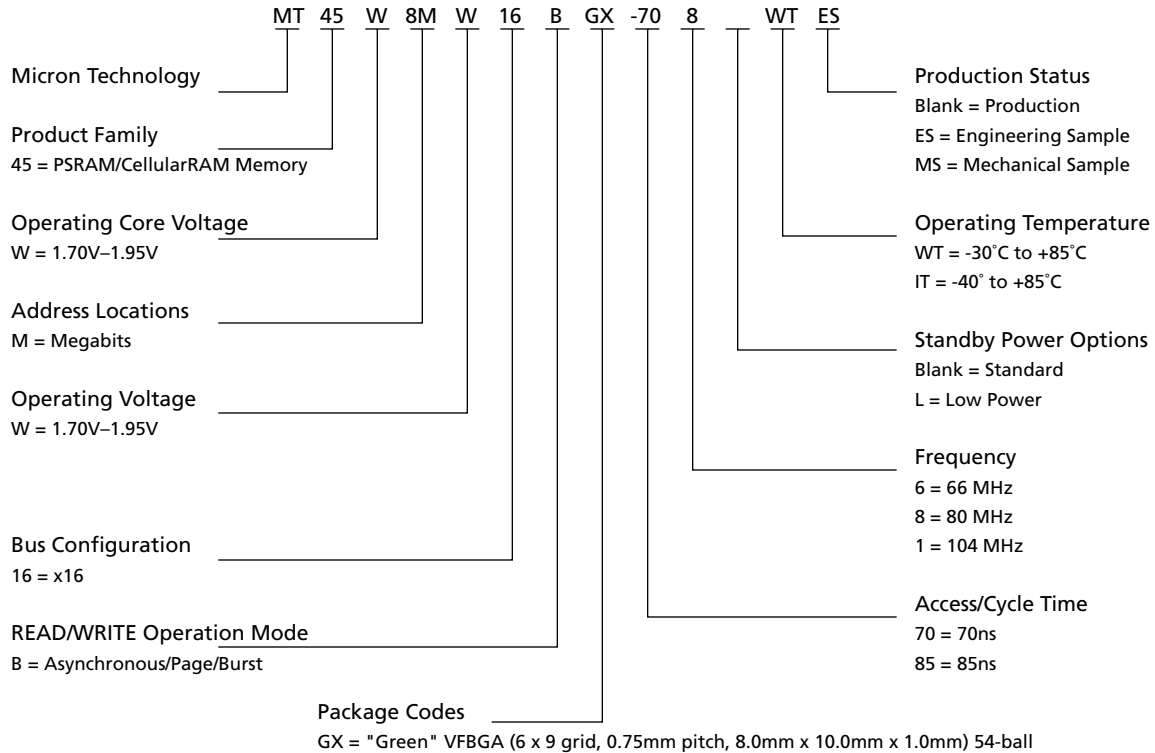 MT 45 W 8M W 16 B GX -70 8 WT ES
Micron Technology
Product Family
45 = PSRAM/CellularRAM Memory
Operating Core Voltage
W = 1.70V–1.95V
Address Locations
M = Megabits
Operating Voltage
W = 1.70V–1.95V
Bus Configuration
16 = x16
READ/WRITE Operation Mode
B = Asynchronous/Page/Burst
Package Codes
GX = "Green" VFBGA (6 x 9 grid, 0.75mm pitch, 8.0mm x 10.0mm x 1.0mm) 54-ball
Production Status
Blank = Production
ES = Engineering Sample
MS = Mechanical Sample
Operating Temperature
WT = -30˚C to +85˚C
IT = -40˚ to +85˚C
Standby Power Options
Blank = Standard
L = Low Power
Frequency
6 = 66 MHz
8 = 80 MHz
1 = 104 MHz
Access/Cycle Time
70 = 70ns
85 = 85ns